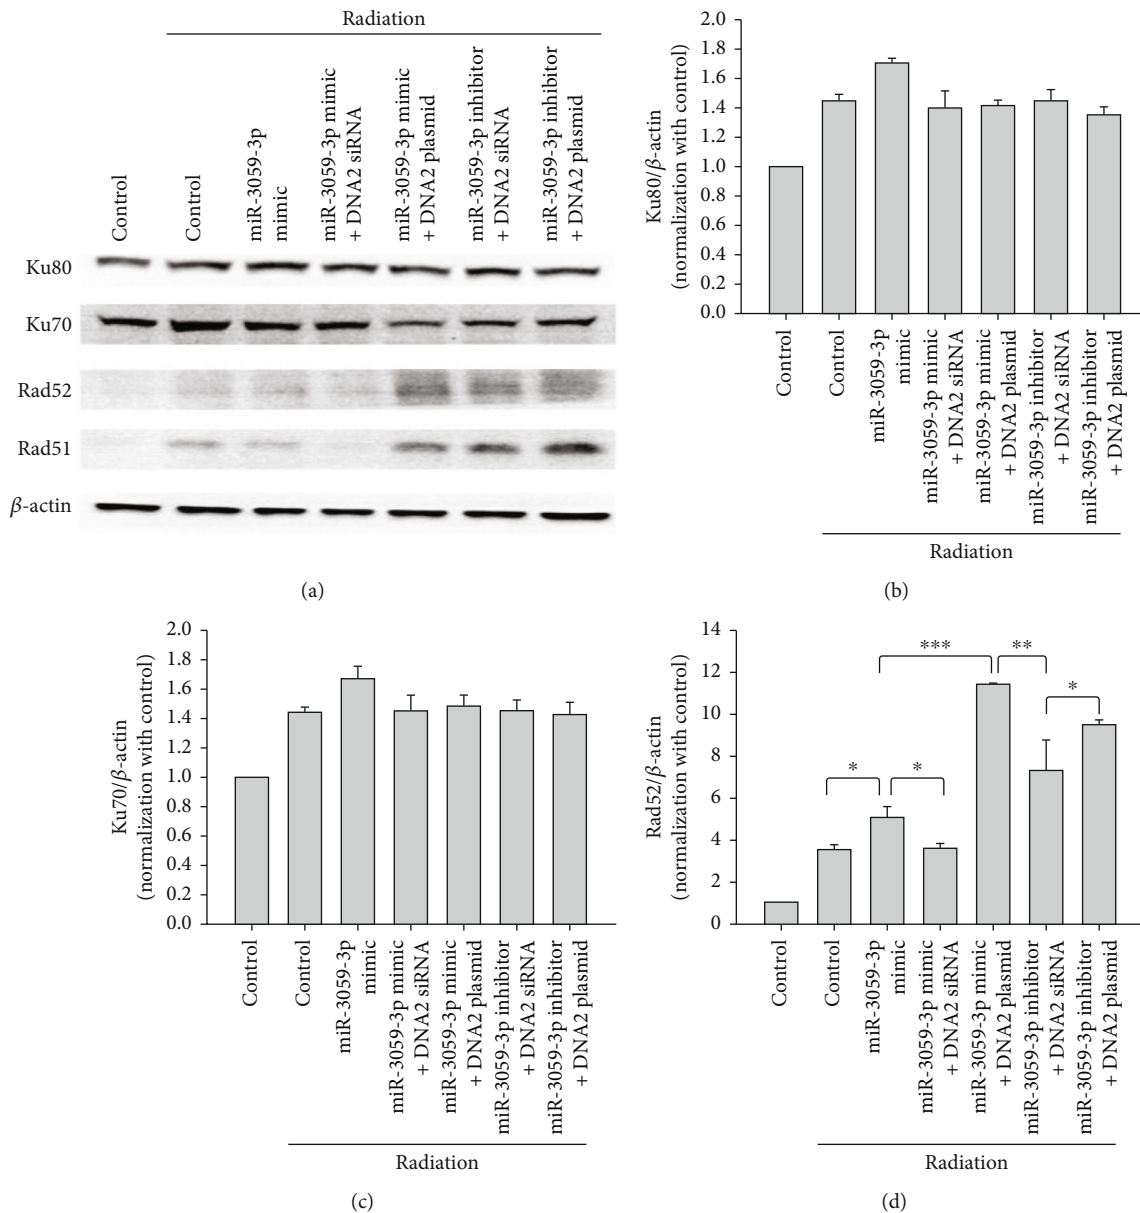 Radiation
Control
Control
miR-3059-3p
mimic
miR-3059-3p mimic
+ DNA2 siRNA
miR-3059-3p mimic
+ DNA2 plasmid
miR-3059-3p inhibitor
+ DNA2 siRNA
miR-3059-3p inhibitor
+ DNA2 plasmid
Ku80
Ku70
Rad52
Rad51
β-actin
(a)
Ku80/β-actin
(normalization with control)
2.0
1.8
1.6
1.4
1.2
1.0
0.8
0.6
0.4
0.2
0.0
Control
Control
miR-3059-3p
mimic
miR-3059-3p mimic
+ DNA2 siRNA
miR-3059-3p mimic
+ DNA2 plasmid
miR-3059-3p inhibitor
+ DNA2 siRNA
miR-3059-3p inhibitor
+ DNA2 plasmid
Radiation
(b)
Ku70/β-actin
(normalization with control)
2.0
1.8
1.6
1.4
1.2
1.0
0.8
0.6
0.4
0.2
0.0
Control
Control
miR-3059-3p
mimic
miR-3059-3p mimic
+ DNA2 siRNA
miR-3059-3p mimic
+ DNA2 plasmid
miR-3059-3p inhibitor
+ DNA2 siRNA
miR-3059-3p inhibitor
+ DNA2 plasmid
Radiation
(c)
Rad52/β-actin
(normalization with control)
14
12
10
8
6
4
2
0
***
**
*
*
*
Control
Control
miR-3059-3p
mimic
miR-3059-3p mimic
+ DNA2 siRNA
miR-3059-3p mimic
+ DNA2 plasmid
miR-3059-3p inhibitor
+ DNA2 siRNA
miR-3059-3p inhibitor
+ DNA2 plasmid
Radiation
(d)